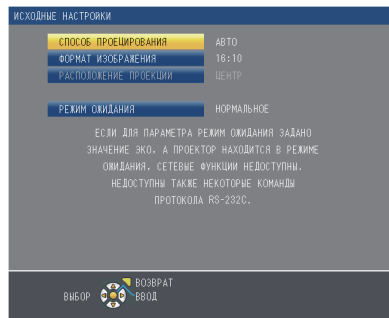 ИСХОДНЫЕ НАСТРОЙКИ
СПОСОБ ПРОЕЦИРОВАНИЯ АВТО
ФОРМАТ ИЗОБРАЖЕНИЯ 16:10
РАСПОЛОЖЕНИЕ ПРОЕКЦИИ ЦЕНТР
РЕЖИМ ОЖИДАНИЯ НОРМАЛЬНОЕ
ЕСЛИ ДЛЯ ПАРАМЕТРА РЕЖИМ ОЖИДАНИЯ ЗАДАНО
ЗНАЧЕНИЕ ЭКО, А ПРОЕКТОР НАХОДИТСЯ В РЕЖИМЕ
ОЖИДАНИЯ, СЕТЕВЫЕ ФУНКЦИИ НЕДОСТУПНЫ.
НЕДОСТУПНЫ ТАКЖЕ НЕКОТОРЫЕ КОМАНДЫ
ПРОТОКОЛА RS-232C.
ВОЗВРАТ
ВЫБОР ВВОД